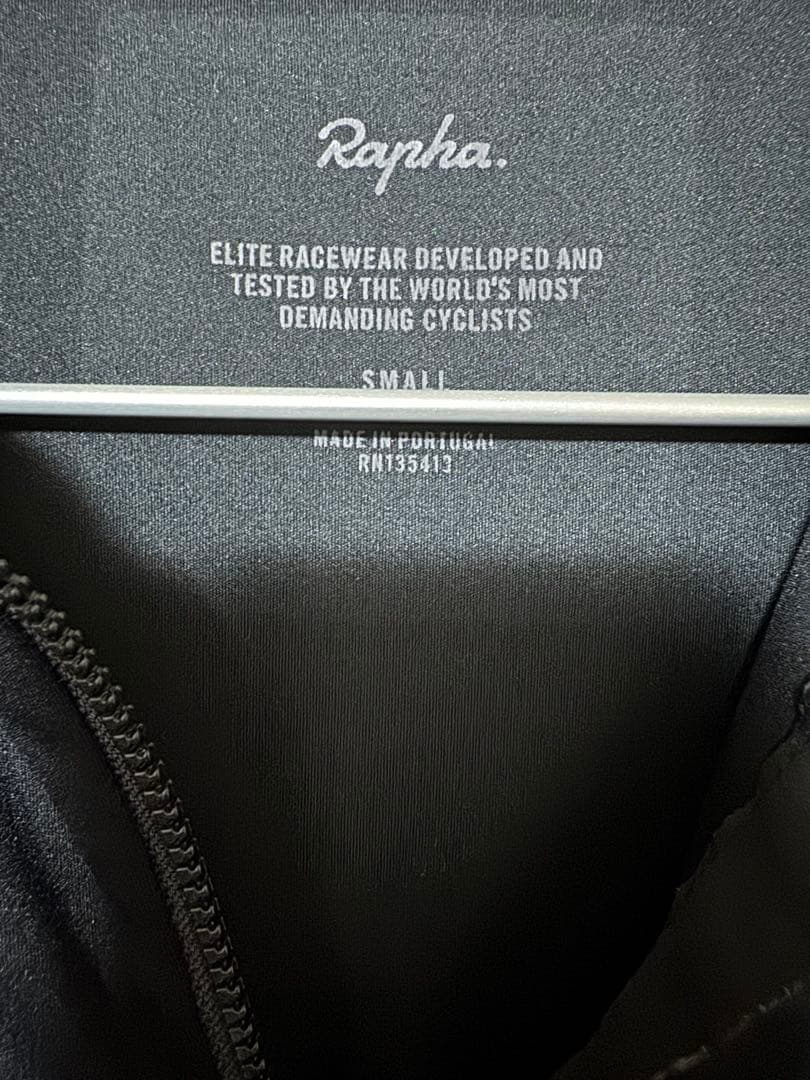 Rapha.
ELITE RACEWEAR DEVELOPED AND
TESTED BY THE WORLD'S MOST
DEMANDING CYCLISTS
SMALL
MADE IN PORTUGAL
RN135413